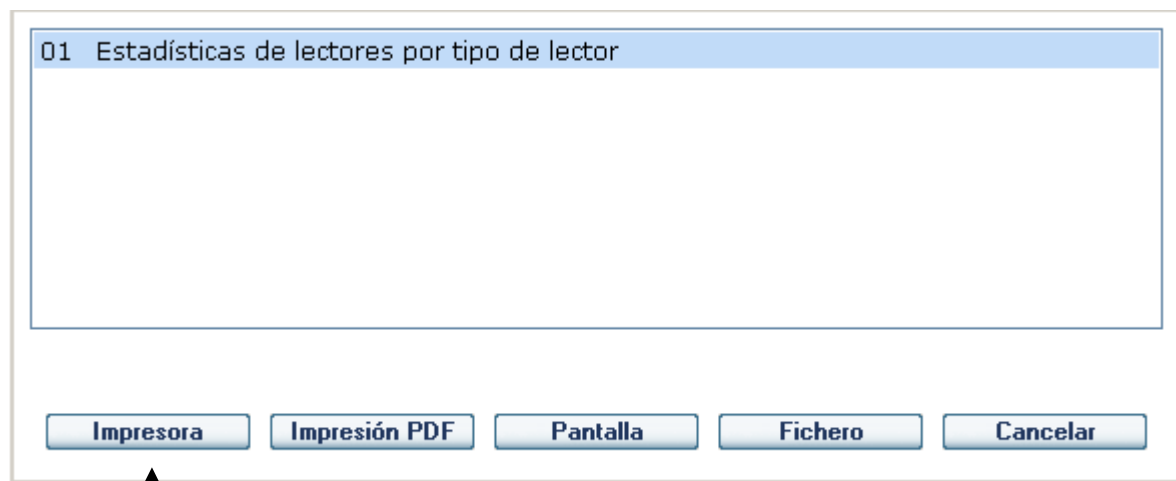 01 Estadísticas de lectores por tipo de lector
Impresora Impresión PDF Pantalla Fichero Cancelar